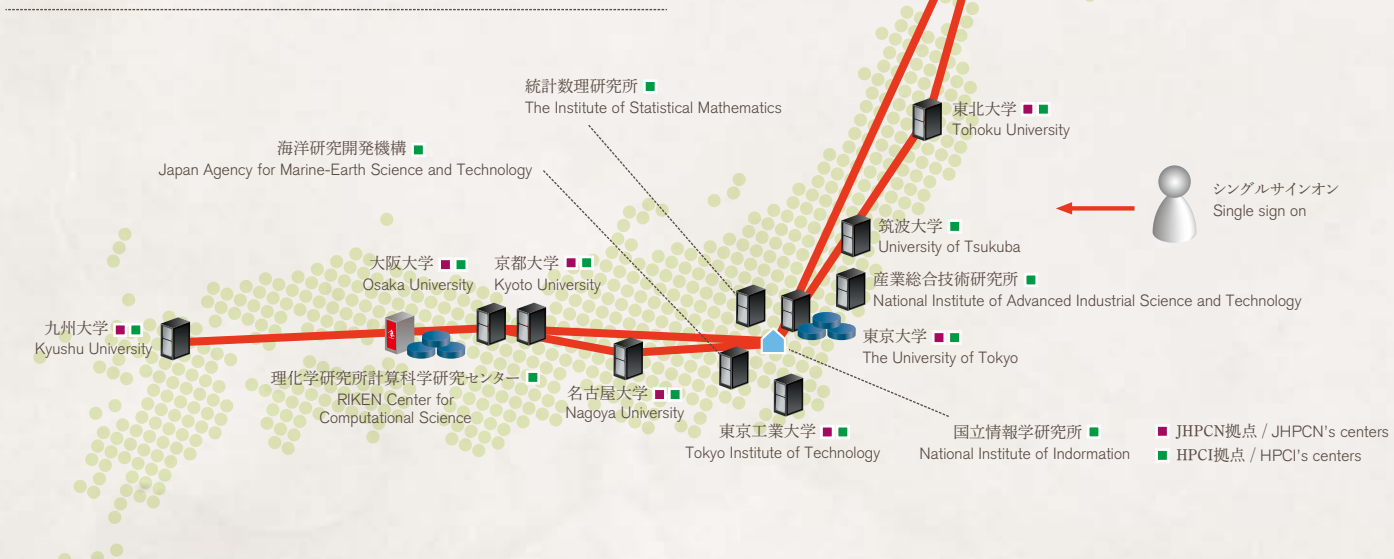 統計数理研究所
The Institute of Statistical Mathematics
東北大学
Tohoku University
海洋研究開発機構
Japan Agency for Marine-Earth Science and Technology
シングルサインオン
Single sign on
筑波大学
University of Tsukuba
大阪大学
Osaka University
京都大学
Kyoto University
産業総合技術研究所
National Institute of Advanced Industrial Science and Technology
九州大学
Kyushu University
東京大学
The University of Tokyo
理化学研究所計算科学研究センター
RIKEN Center for
Computational Science
名古屋大学
Nagoya University
東京工業大学
Tokyo Institute of Technology
国立情報学研究所
National Institute of Indormation
JHPCN拠点 / JHPCN's centers
HPCI拠点 / HPCI's centers